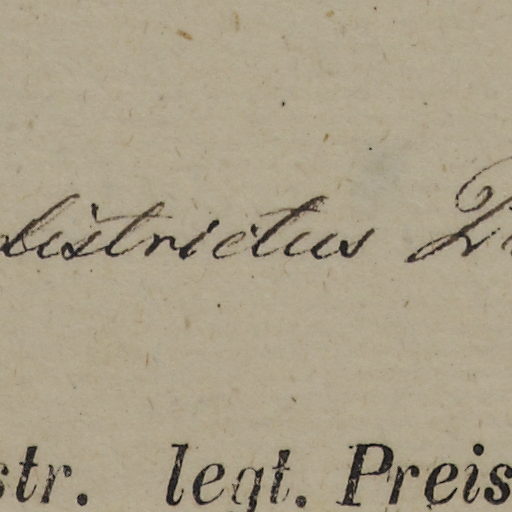 districtus
str. legt. Preis